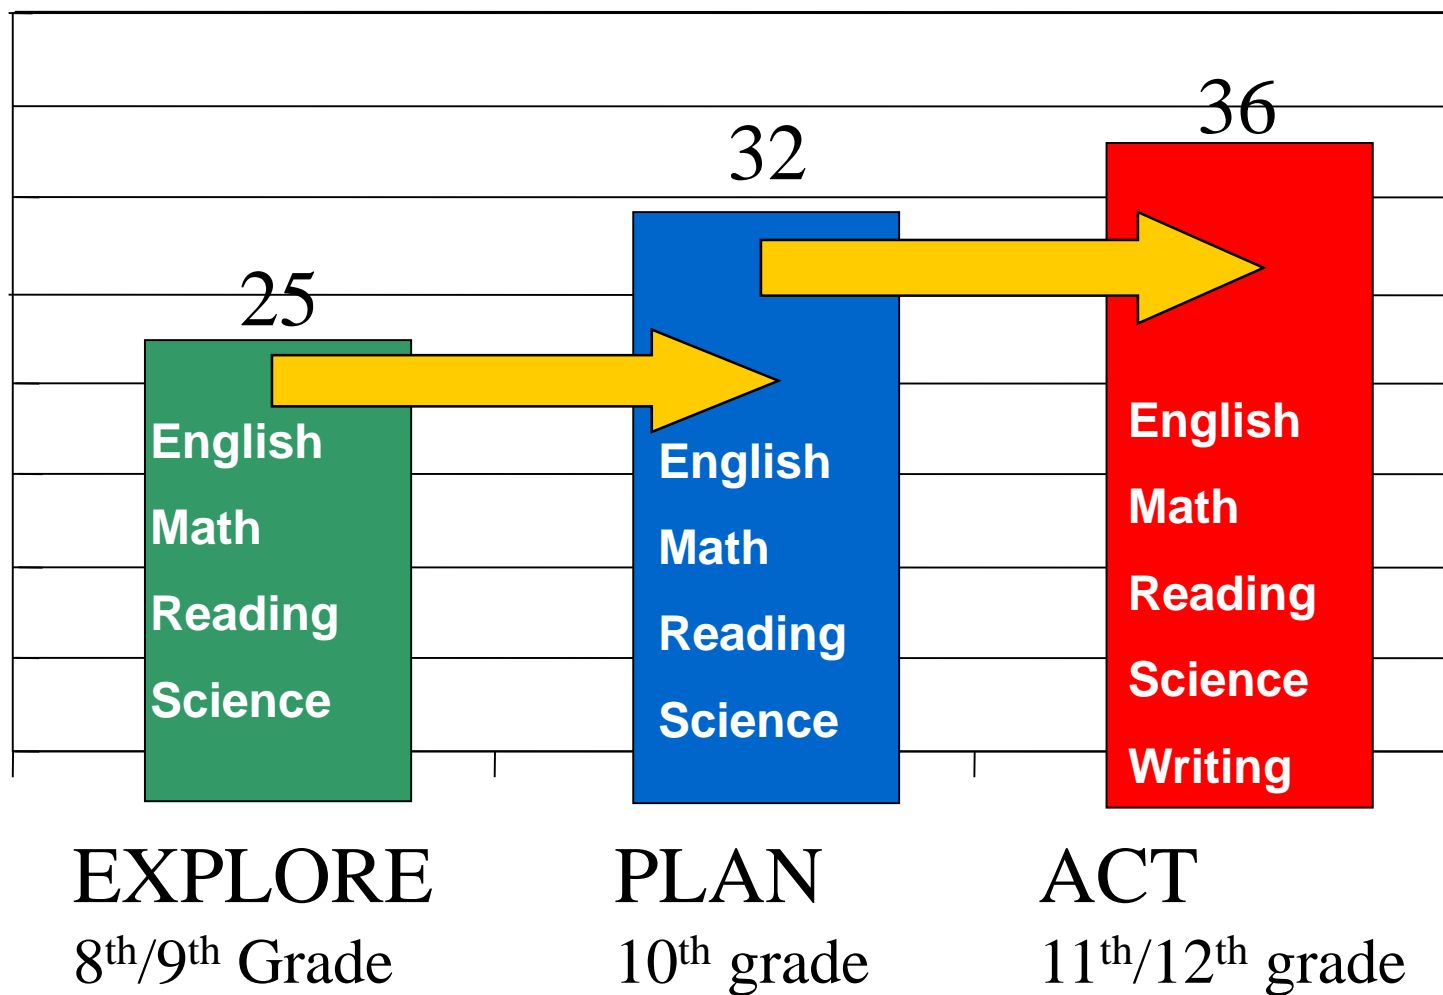 36
32
25
English
Math
Reading
Science
English
Math
Reading
Science
English
Math
Reading
Science
Writing
EXPLORE
8th/9th Grade
PLAN
10th grade
ACT
11th/12th grade